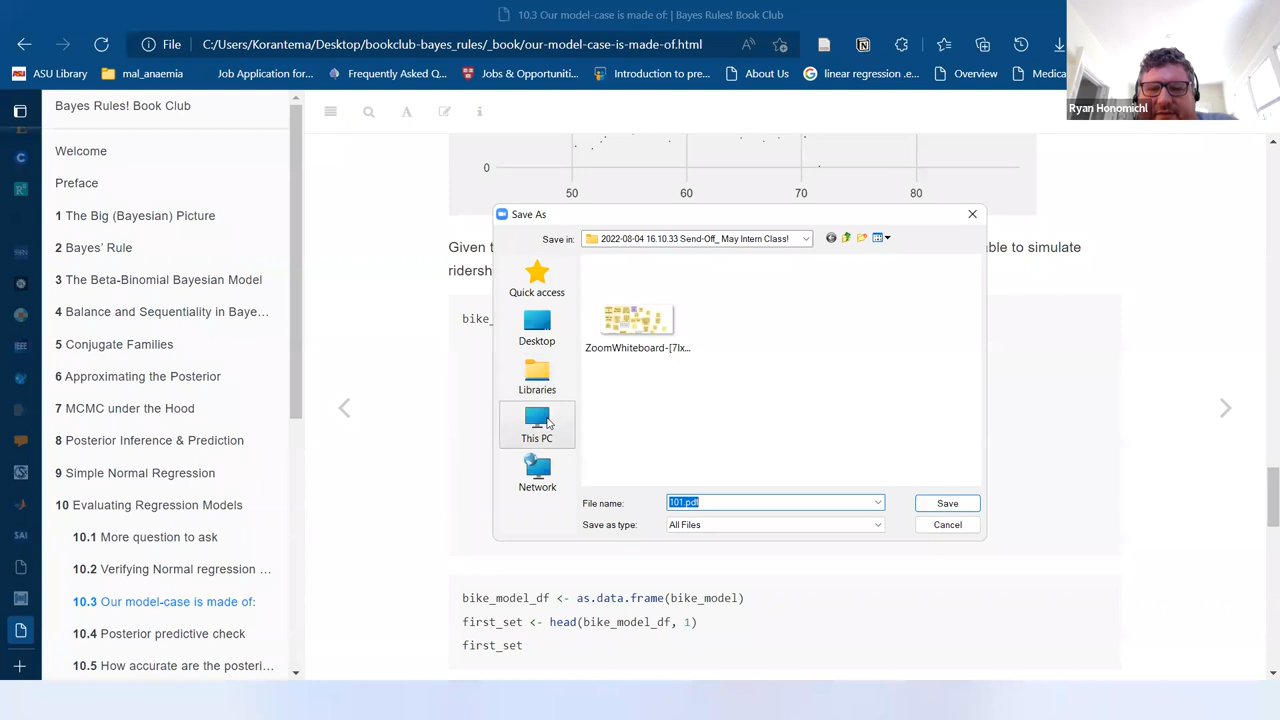 10.3 Our model-case is made of: | Bayes Rules! Book Club
File
C:/Users/Korantema/Desktop/bookclub-bayes_rules/_book/our-model-case-is-made-of.html
ASU Library
mal_anaemia
Job Application for...
Frequently Asked Q...
Jobs & Opportuniti...
Introduction to pre...
About Us
linear regression .e...
Overview
Medica
Ryan Honomichl
Bayes Rules! Book Club
Welcome
Preface
1 The Big (Bayesian) Picture
2 Bayes' Rule
3 The Beta-Binomial Bayesian Model
4 Balance and Sequentiality in Baye...
5 Conjugate Families
6 Approximating the Posterior
7 MCMC under the Hood
8 Posterior Inference & Prediction
9 Simple Normal Regression
10 Evaluating Regression Models
10.1 More question to ask
10.2 Verifying Normal regression ...
10.3 Our model-case is made of:
10.4 Posterior predictive check
10.5 How accurate are the posteri...
0
50
60
70
80
Given t
able to simulate
ridersh
bike_
Save As
Save in:
2022-08-04 16.10.33 Send-Off_ May Intern Class!
Quick access
Desktop
Libraries
This PC
Network
ZoomWhiteboard-[7Ix...
File name:
101.pdf
Save
Save as type:
All Files
Cancel
bike_model_df <- as.data.frame(bike_model)
first_set <- head(bike_model_df, 1)
first_set